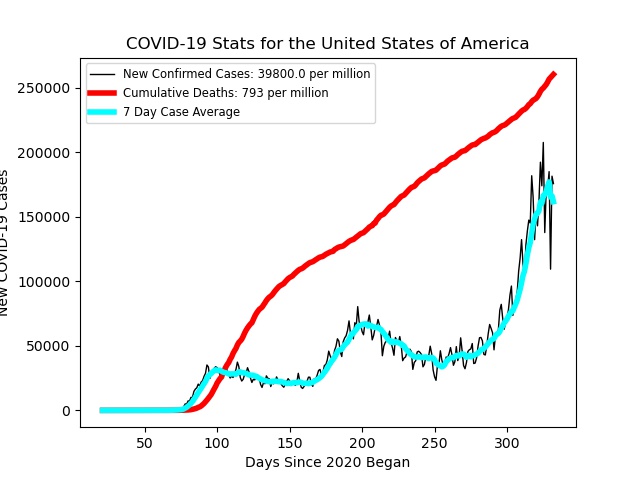 COVID-19 Stats for the United States of America
New Confirmed Cases: 39800.0 per million
Cumulative Deaths: 793 per million
7 Day Case Average
New COVID-19 Cases
250000
200000
150000
100000
50000
0
50 100 150 200 250 300
Days Since 2020 Began